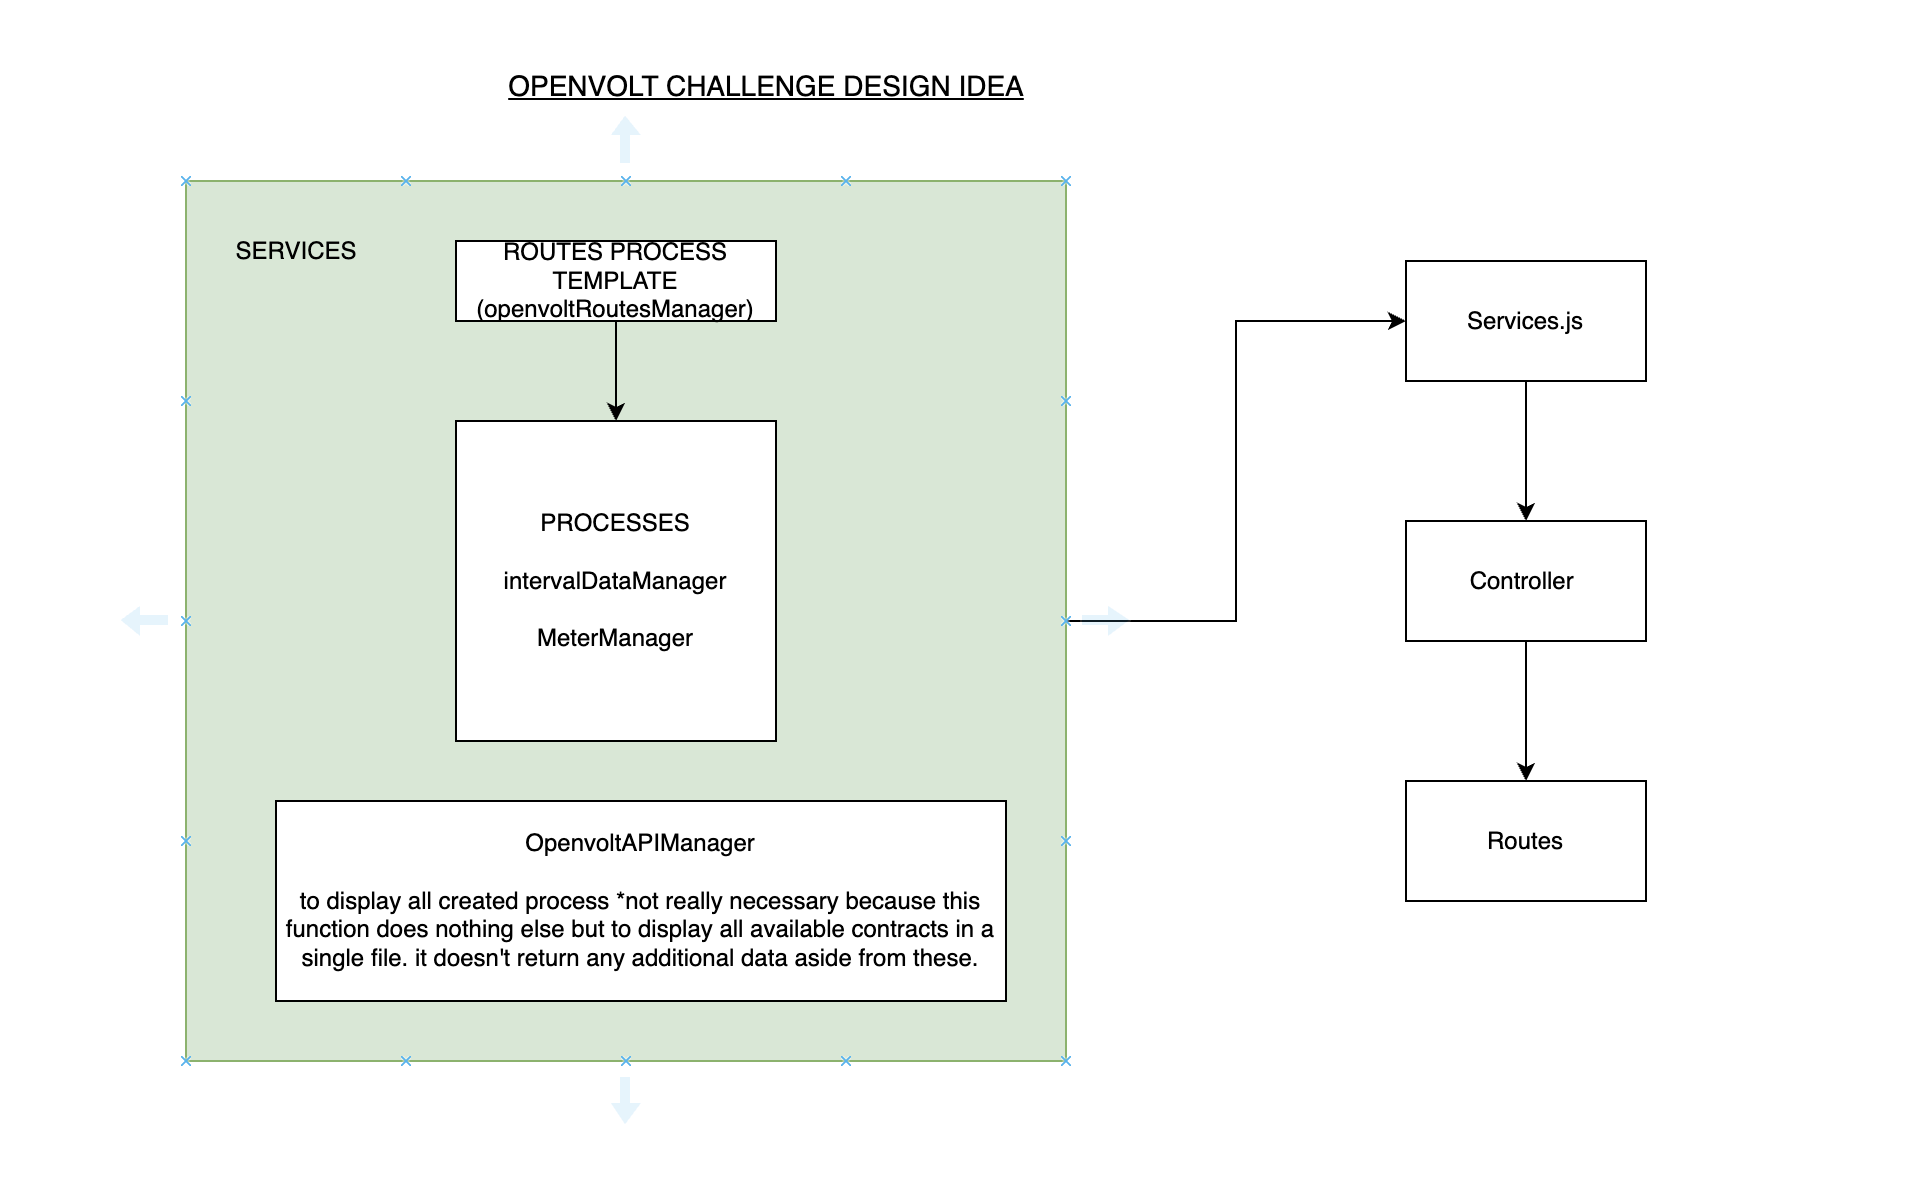 OPENVOLT CHALLENGE DESIGN IDEA
SERVICES
ROUTES PROCESS
TEMPLATE
(openvoltRoutesManager)
PROCESSES
intervalDataManager
MeterManager
OpenvoltAPIManager
to display all created process *not really necessary because this
function does nothing else but to display all available contracts in a
single file. it doesn't return any additional data aside from these.
Services.js
Controller
Routes